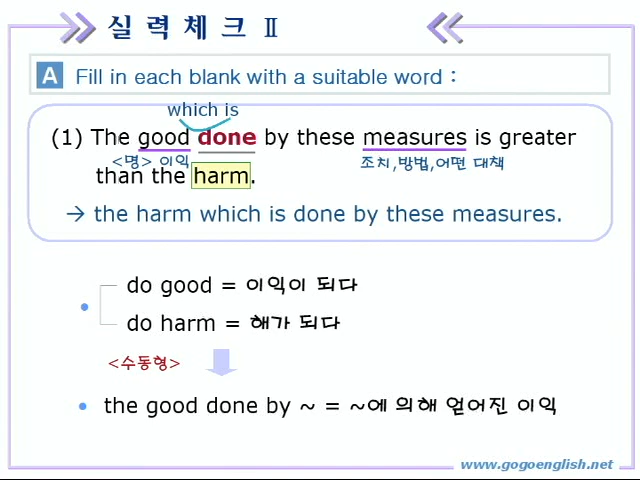 실 력 체 크 Ⅱ
A Fill in each blank with a suitable word :
which is
(1) The good done by these measures is greater
<명> 이익 조치,방법,어떤 대책
than the harm.
→ the harm which is done by these measures.
do good = 이익이 되다
do harm = 해가 되다
<수동형>
• the good done by ~ = ~에 의해 얻어진 이익
www.gogoenglish.net